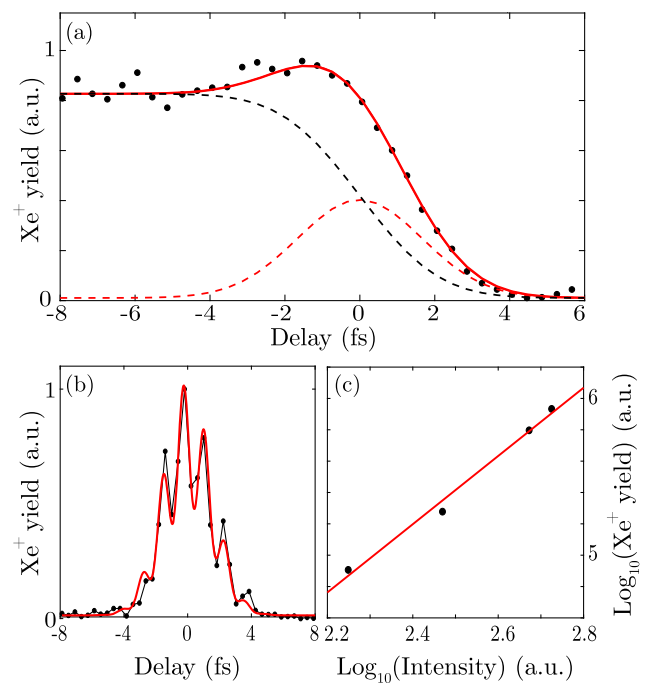 (a)
1
0
Xe⁺ yield (a.u.)
-8 -6 -4 -2 0 2 4 6
Delay (fs)
(b)
1
0
Xe⁺ yield (a.u.)
-8 -4 0 4 8
Delay (fs)
(c)
6
5
Log₁₀(Xe⁺ yield) (a.u.)
2.2 2.4 2.6 2.8
Log₁₀(Intensity) (a.u.)